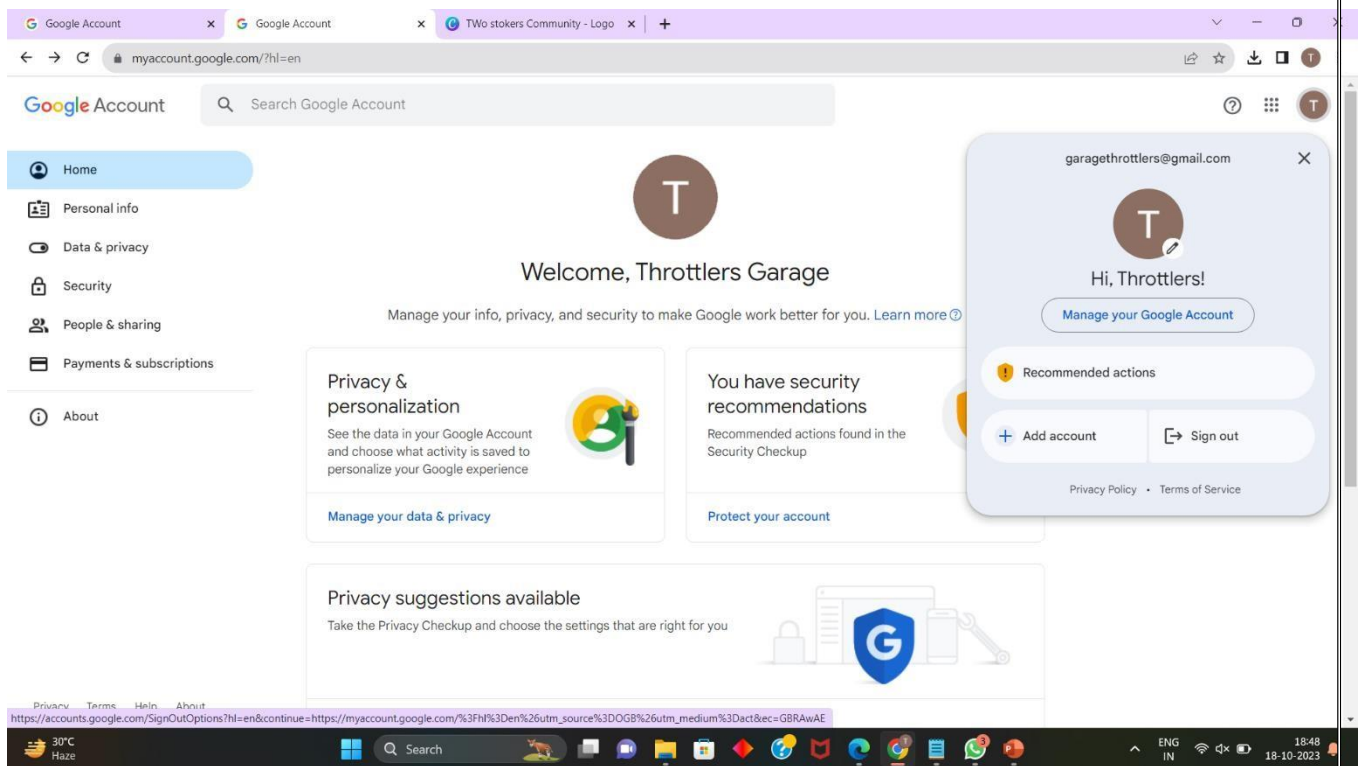 Google Account
Google Account
TWo stokers Community - Logo
myaccount.google.com/?hl=en
T
Google Account
Search Google Account
T
Home
Personal info
Data & privacy
Security
People & sharing
Payments & subscriptions
About
T
Welcome, Throttlers Garage
Manage your info, privacy, and security to make Google work better for you. Learn more
Privacy &
personalization
See the data in your Google Account
and choose what activity is saved to
personalize your Google experience
Manage your data & privacy
You have security
recommendations
Recommended actions found in the
Security Checkup
Protect your account
garagethrottlers@gmail.com
T
Hi, Throttlers!
Manage your Google Account
Recommended actions
Add account
Sign out
Privacy Policy • Terms of Service
Privacy suggestions available
Take the Privacy Checkup and choose the settings that are right for you
G
Privacy Terms Help About
https://accounts.google.com/SignOutOptions?hl=en&continue=https://myaccount.google.com/%3Fhl%3Den%26utm_source%3DOGB%26utm_medium%3Dact&ec=GBRAwAE
30°C
Haze
Search
3
ENG
IN
18:48
18-10-2023